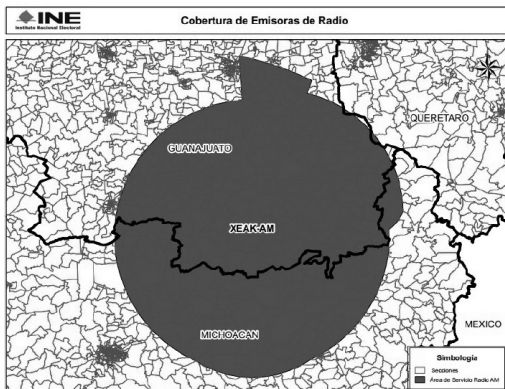 INE
Instituto Nacional Electoral
Cobertura de Emisoras de Radio
QUERETARO
GUANAJUATO
XEAK-AM
MICHOACAN
MEXICO
Simbología
Secciones
Área de Servicio Radio AM